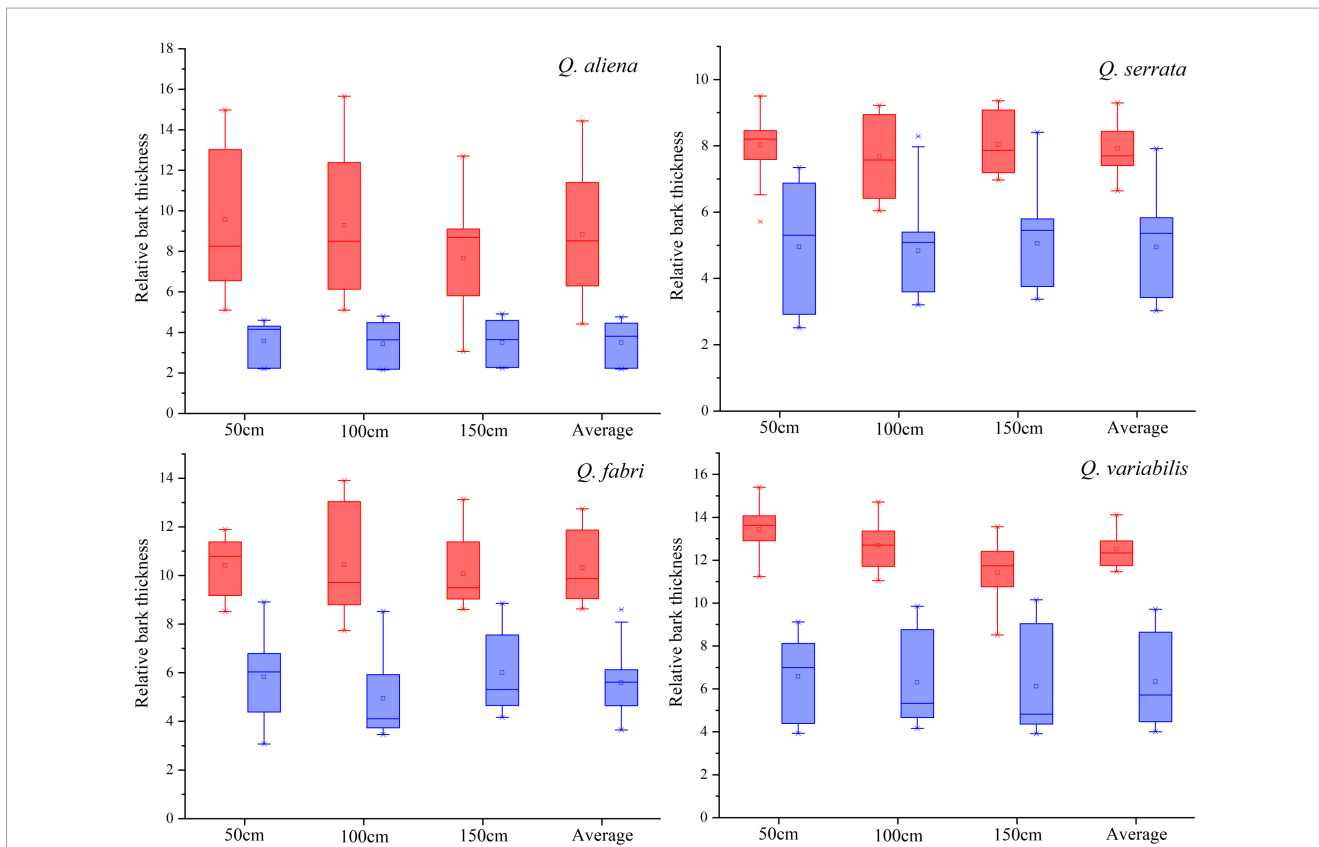 Q. aliena
Relative bark thickness
18
16
14
12
10
8
6
4
2
0
50cm 100cm 150cm Average
Q. serrata
Relative bark thickness
10
8
6
4
2
0
50cm 100cm 150cm Average
Q. fabri
Relative bark thickness
14
12
10
8
6
4
2
0
50cm 100cm 150cm Average
Q. variabilis
Relative bark thickness
16
14
12
10
8
6
4
2
0
50cm 100cm 150cm Average